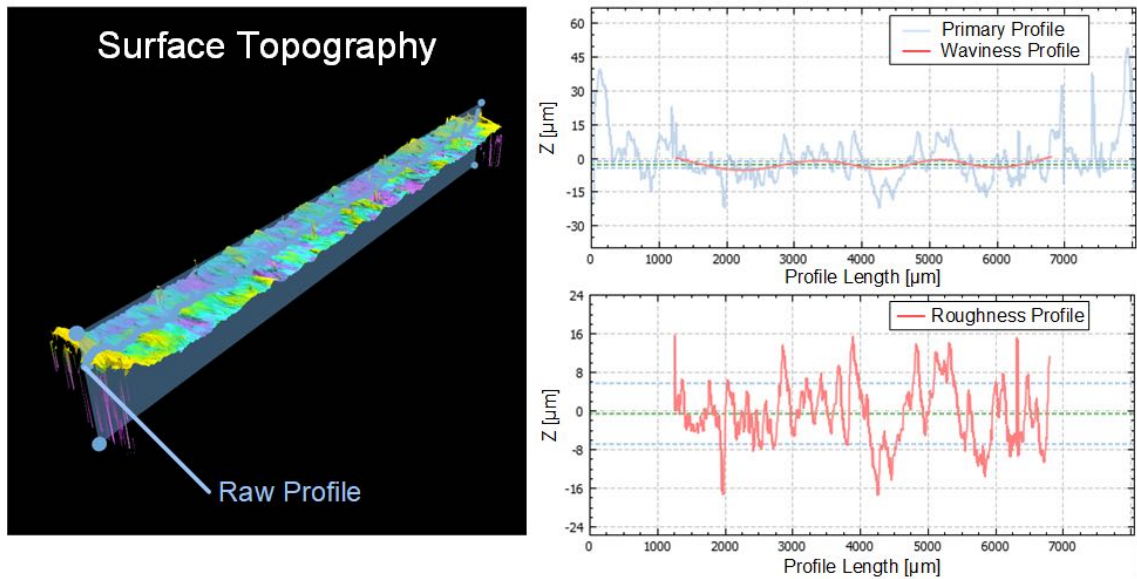 Surface Topography
Raw Profile
Primary Profile
Waviness Profile
Z [µm]
60
45
30
15
0
-15
-30
0 1000 2000 3000 4000 5000 6000 7000
Profile Length [µm]
Roughness Profile
Z [µm]
24
16
8
0
-8
-16
-24
0 1000 2000 3000 4000 5000 6000 7000
Profile Length [µm]